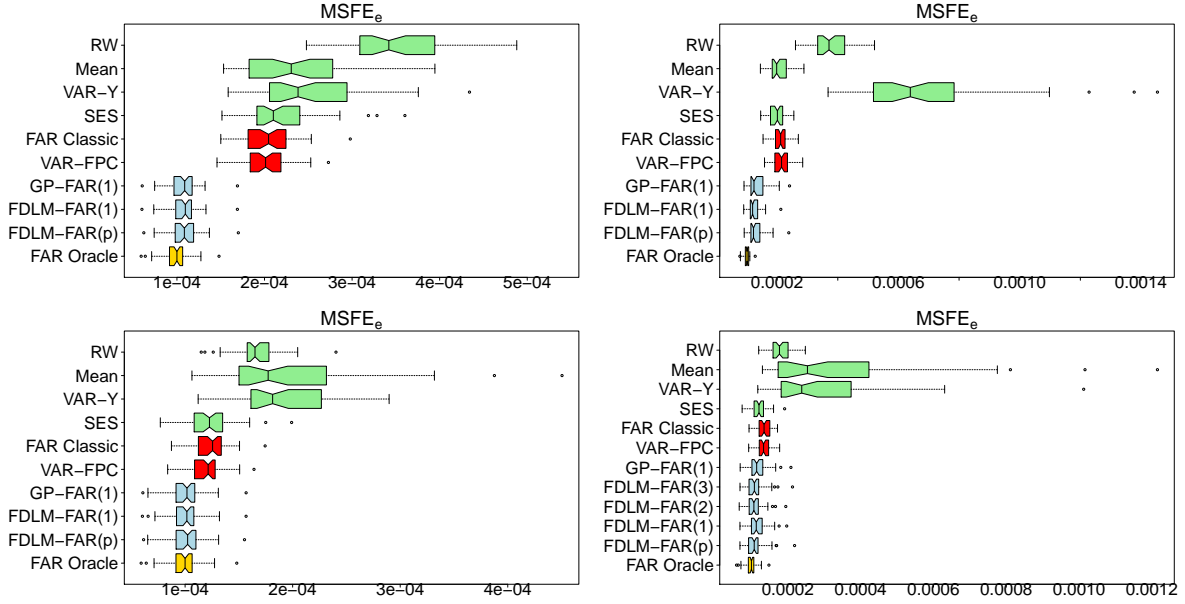 MSFEe
RW
Mean
VAR−Y
SES
FAR Classic
VAR−FPC
GP−FAR(1)
FDLM−FAR(1)
FDLM−FAR(p)
FAR Oracle
1e−04 2e−04 3e−04 4e−04 5e−04
MSFEe
RW
Mean
VAR−Y
SES
FAR Classic
VAR−FPC
GP−FAR(1)
FDLM−FAR(1)
FDLM−FAR(p)
FAR Oracle
0.0002 0.0006 0.0010 0.0014
MSFEe
RW
Mean
VAR−Y
SES
FAR Classic
VAR−FPC
GP−FAR(1)
FDLM−FAR(1)
FDLM−FAR(p)
FAR Oracle
1e−04 2e−04 3e−04 4e−04
MSFEe
RW
Mean
VAR−Y
SES
FAR Classic
VAR−FPC
GP−FAR(1)
FDLM−FAR(3)
FDLM−FAR(2)
FDLM−FAR(1)
FDLM−FAR(p)
FAR Oracle
0.0002 0.0004 0.0006 0.0008 0.0010 0.0012